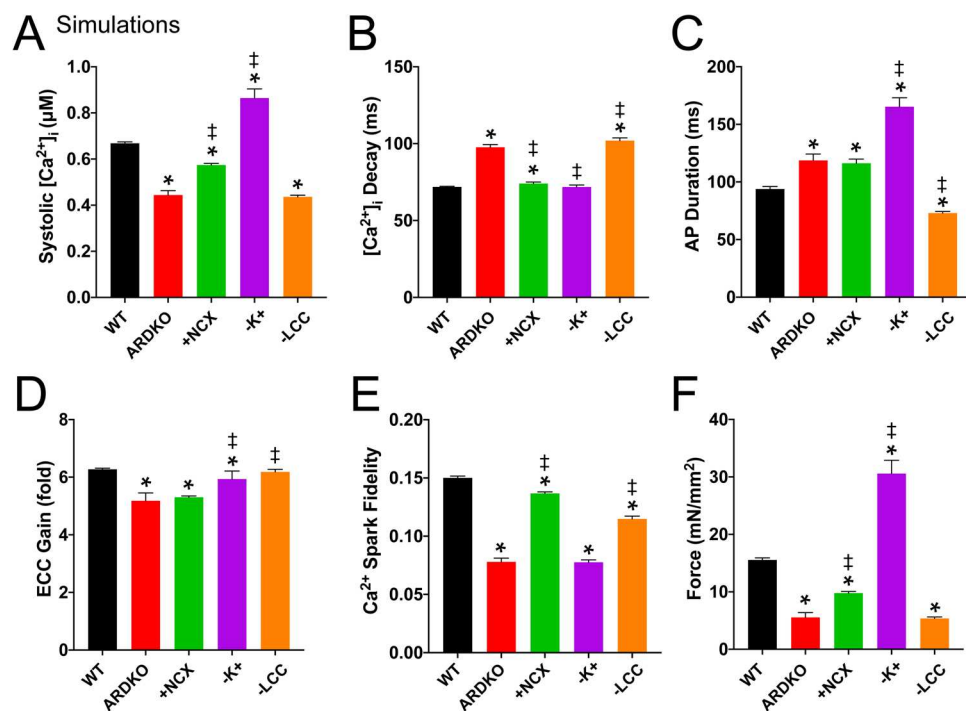 A Simulations
B
C
Systolic [Ca²⁺]ᵢ (µM)
1.0
0.8
0.6
0.4
0.2
0.0
*
‡
*
‡
*
*
WT
ARDKO
+NCX
-K+
-LCC
[Ca²⁺]ᵢ Decay (ms)
150
100
50
0
*
‡
*
‡
‡
*
WT
ARDKO
+NCX
-K+
-LCC
AP Duration (ms)
200
150
100
50
0
*
*
‡
*
‡
*
WT
ARDKO
+NCX
-K+
-LCC
D
E
F
ECC Gain (fold)
8
6
4
2
0
*
*
‡
*
‡
WT
ARDKO
+NCX
-K+
-LCC
Ca²⁺ Spark Fidelity
0.20
0.15
0.10
0.05
0.00
*
‡
*
*
‡
*
WT
ARDKO
+NCX
-K+
-LCC
Force (mN/mm²)
40
30
20
10
0
*
‡
*
‡
*
*
WT
ARDKO
+NCX
-K+
-LCC